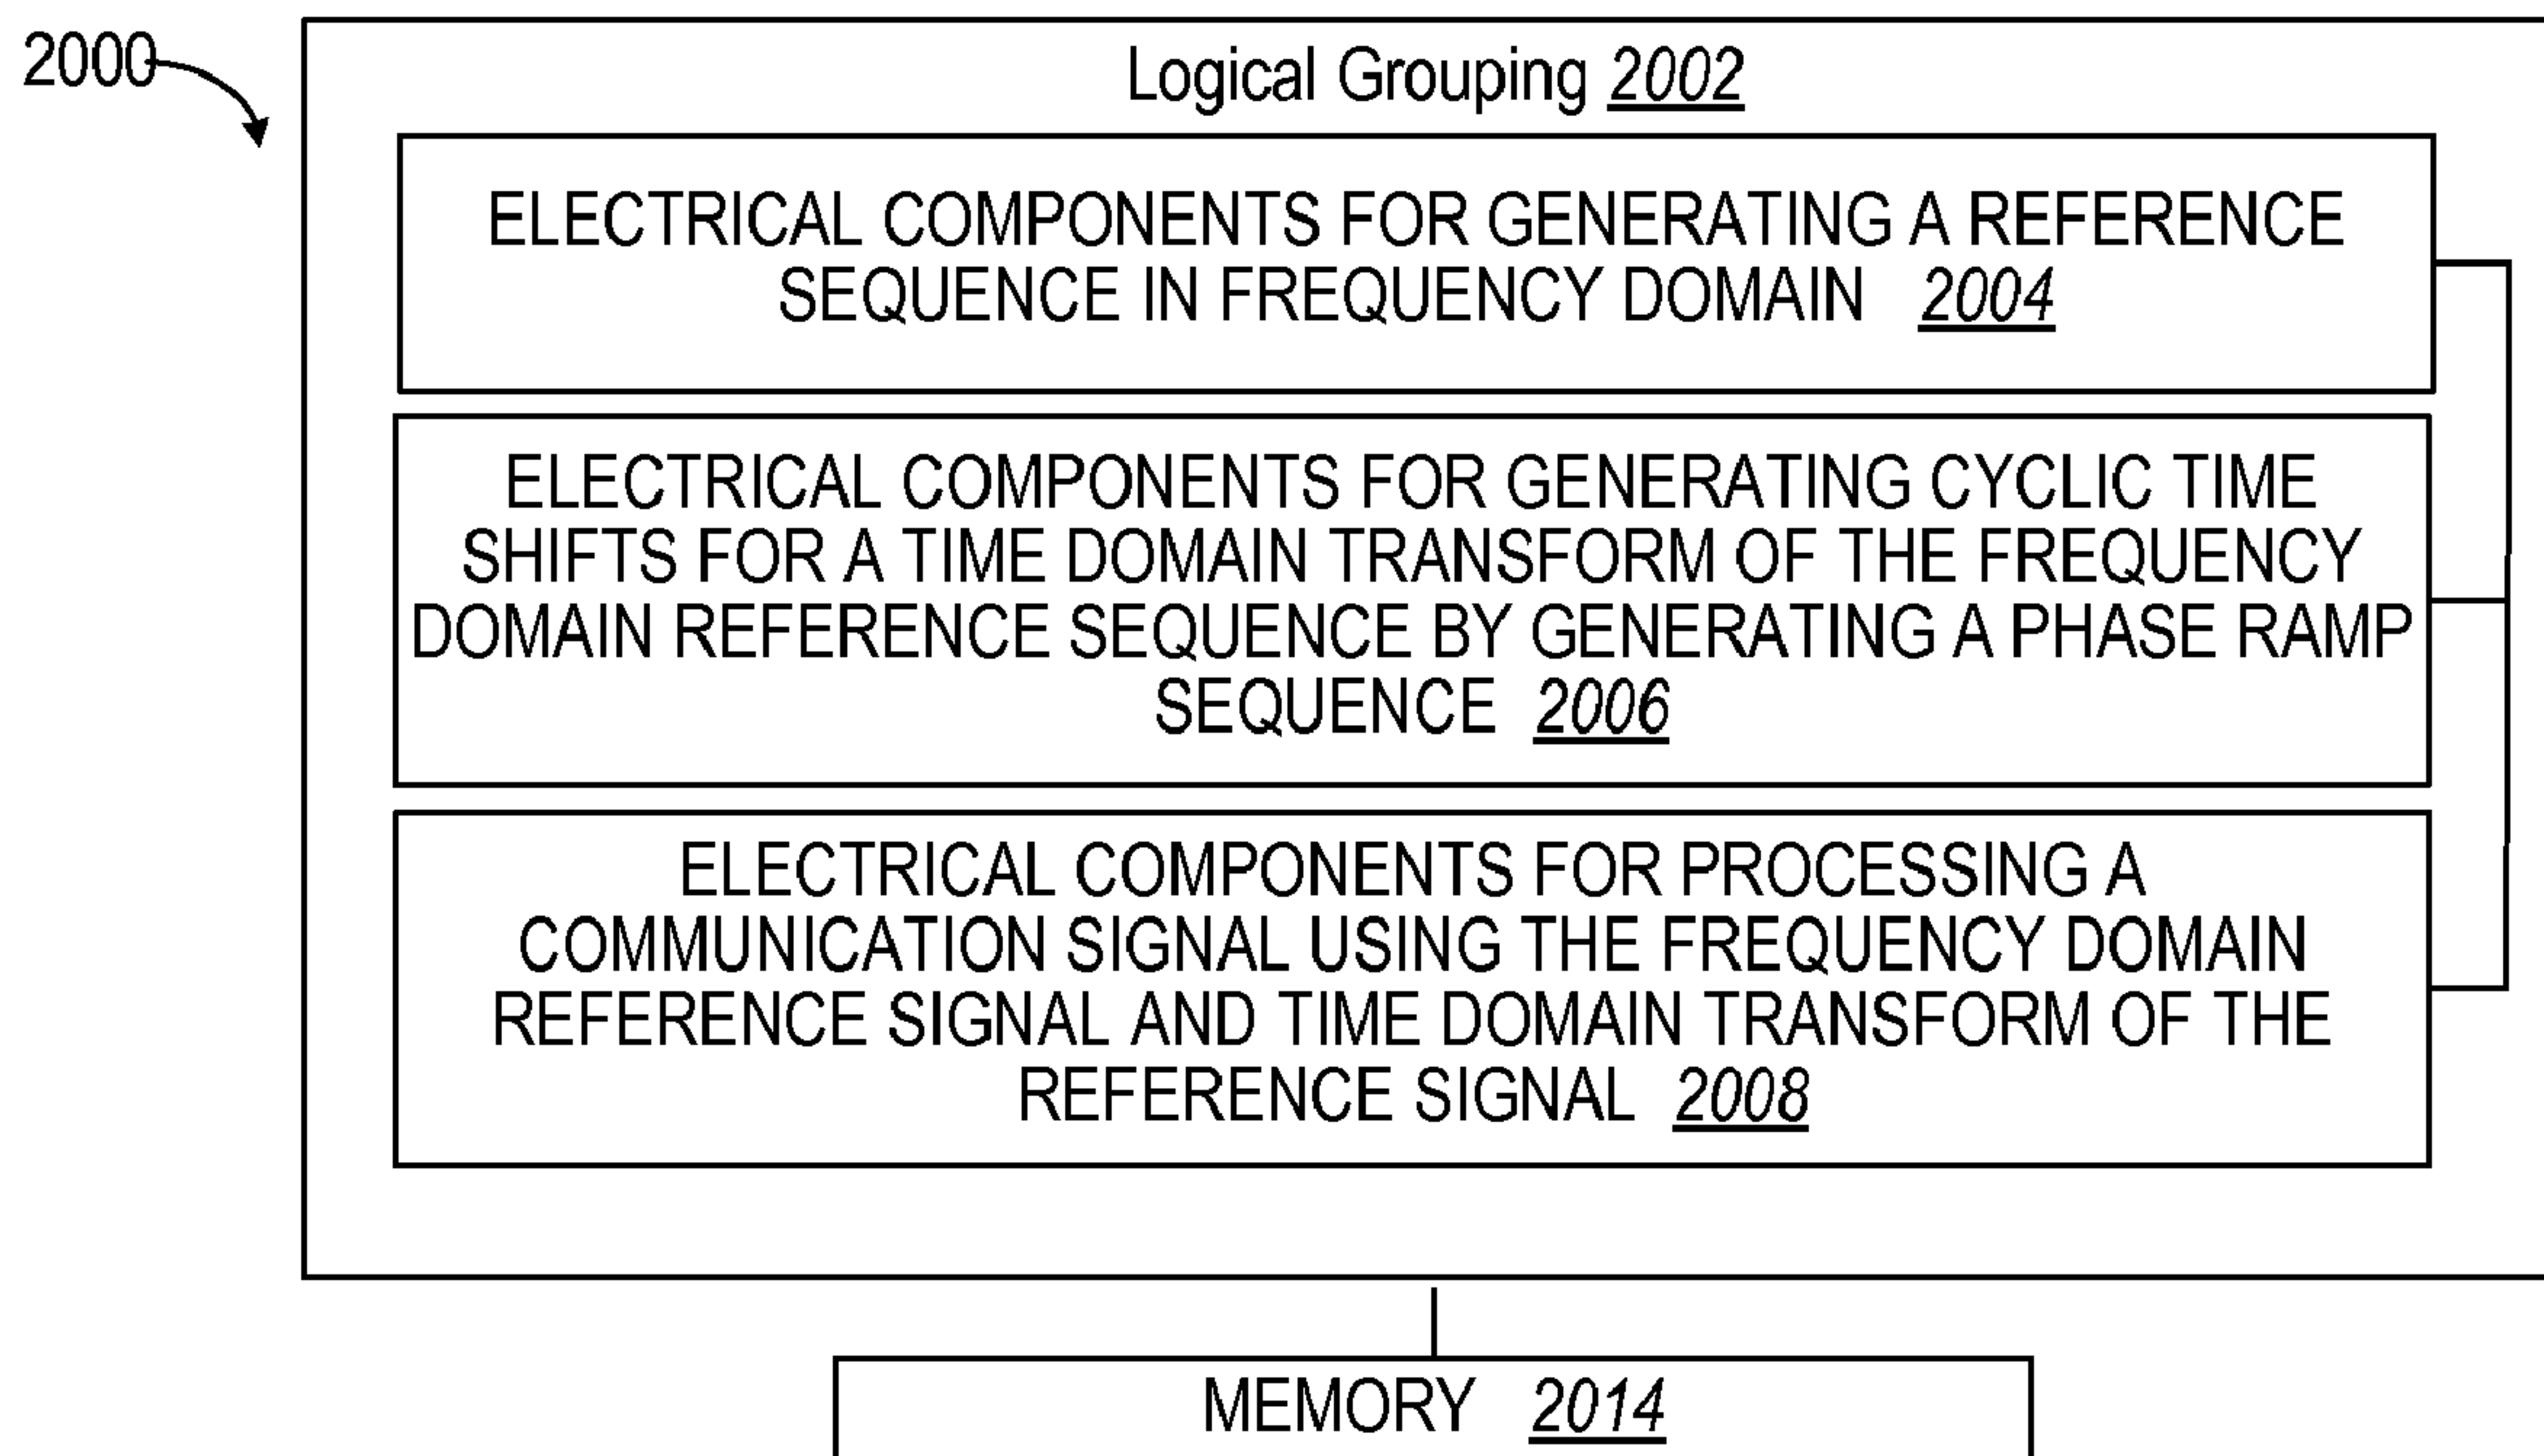 2000
Logical Grouping 2002
ELECTRICAL COMPONENTS FOR GENERATING A REFERENCE
SEQUENCE IN FREQUENCY DOMAIN 2004
ELECTRICAL COMPONENTS FOR GENERATING CYCLIC TIME
SHIFTS FOR A TIME DOMAIN TRANSFORM OF THE FREQUENCY
DOMAIN REFERENCE SEQUENCE BY GENERATING A PHASE RAMP
SEQUENCE 2006
ELECTRICAL COMPONENTS FOR PROCESSING A
COMMUNICATION SIGNAL USING THE FREQUENCY DOMAIN
REFERENCE SIGNAL AND TIME DOMAIN TRANSFORM OF THE
REFERENCE SIGNAL 2008
MEMORY 2014